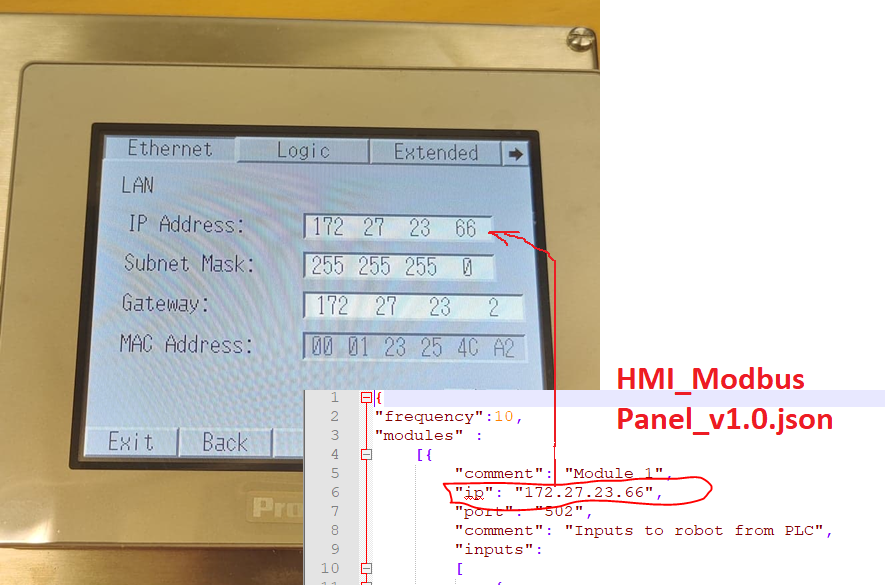 Ethernet Logic Extended
LAN
IP Address: 172 27 23 66
Subnet Mask: 255 255 255 0
Gateway: 172 27 23 2
MAC Address: 00 01 23 25 4C A2
Exit Back
Pro
HMI_Modbus
Panel_v1.0.json
1 {
2 "frequency":10,
3 "modules" :
4 [{
5 "comment": "Module 1",
6 "ip": "172.27.23.66",
7 "port": "502",
8 "comment": "Inputs to robot from PLC",
9 "inputs":
10 [